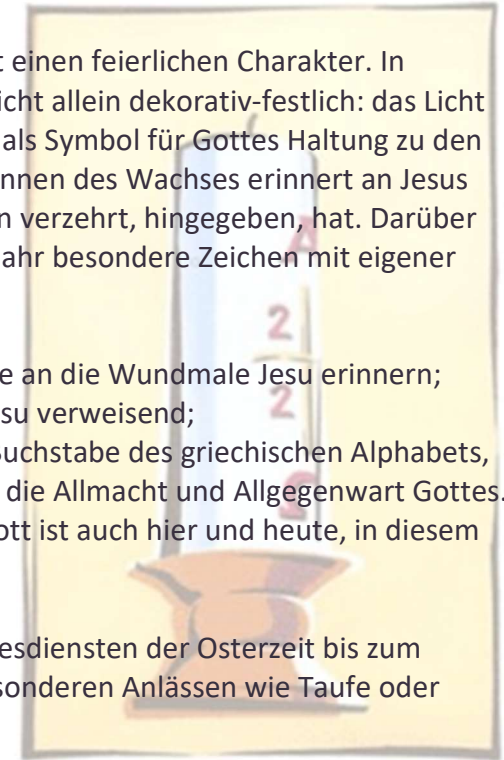 t einen feierlichen Charakter. In
icht allein dekorativ-festlich: das Licht
als Symbol für Gottes Haltung zu den
nnen des Wachses erinnert an Jesus
n verzehrt, hingegeben, hat. Darüber
ahr besondere Zeichen mit eigener
e an die Wundmale Jesu erinnern;
su verweisend;
Buchstabe des griechischen Alphabets,
die Allmacht und Allgegenwart Gottes.
ott ist auch hier und heute, in diesem
esdiensten der Osterzeit bis zum
sonderen Anlässen wie Taufe oder
A
2
2